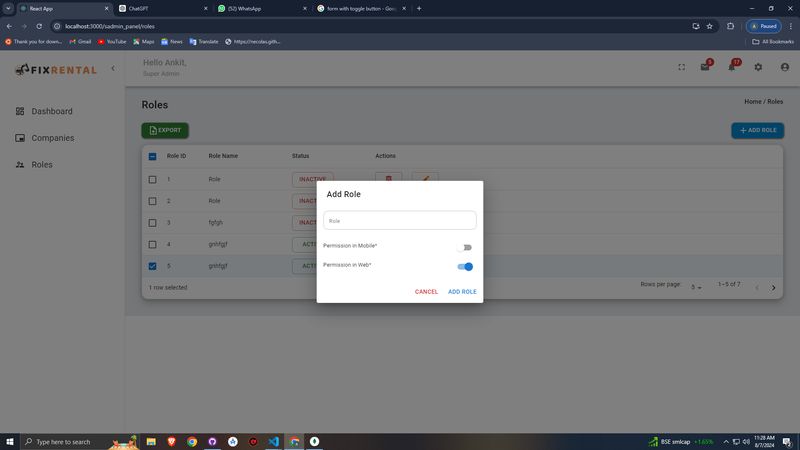 React App
ChatGPT
(52) WhatsApp
form with toggle button - Goo
localhost:3000/sadmin_panel/roles
Paused
Thank you for down...
Gmail
YouTube
Maps
News
Translate
https://necolas.gith...
All Bookmarks
FIXRENTAL
Hello Ankit,
Super Admin
5
17
Dashboard
Companies
Roles
Roles
Home / Roles
EXPORT
ADD ROLE
Role ID Role Name Status Actions
1 Role INACTIVE
2 Role INACT
3 fgfgh INACT
4 gnhfgjf ACTI
5 gnhfgjf ACTI
1 row selected
Rows per page: 5 1–5 of 7
Add Role
Role
Permission in Mobile*
Permission in Web*
CANCEL ADD ROLE
Type here to search
BSE smlcap +1.65%
11:28 AM
8/7/2024